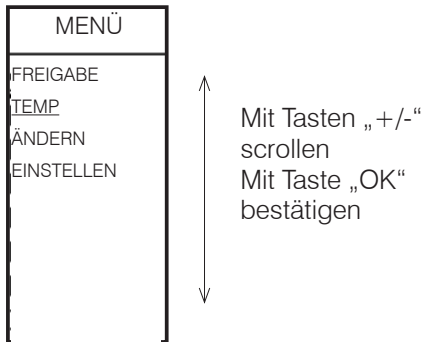 MENÜ
FREIGABE
TEMP
ÄNDERN
EINSTELLEN
Mit Tasten „+/-“
scrollen
Mit Taste „OK“
bestätigen